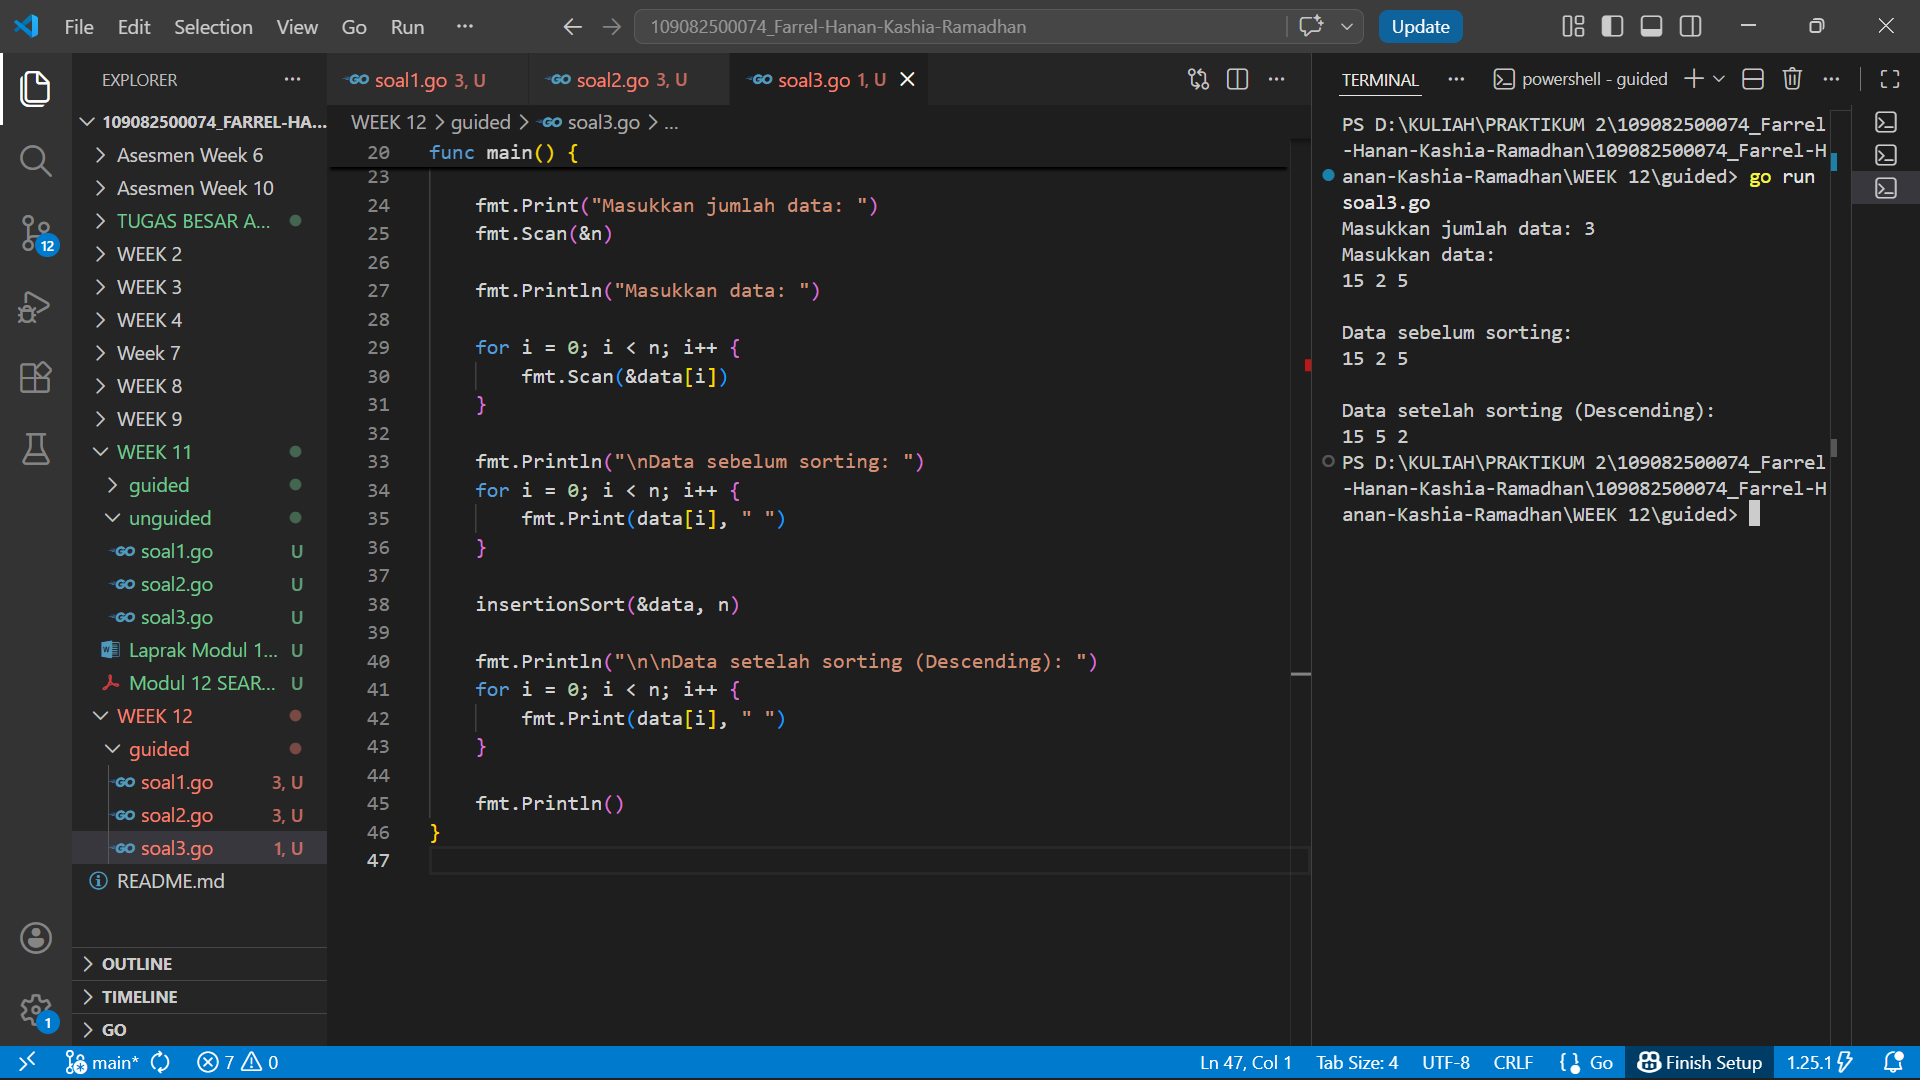 File Edit Selection View Go Run ···
109082500074_Farrel-Hanan-Kashia-Ramadhan
Update
EXPLORER ···
109082500074_FARREL-HA...
Asesmen Week 6
Asesmen Week 10
TUGAS BESAR A...
WEEK 2
WEEK 3
WEEK 4
Week 7
WEEK 8
WEEK 9
WEEK 11
guided
unguided
GO soal1.go U
GO soal2.go U
GO soal3.go U
Laprak Modul 1... U
Modul 12 SEAR... U
WEEK 12
guided
GO soal1.go 3, U
GO soal2.go 3, U
GO soal3.go 1, U
README.md
OUTLINE
TIMELINE
GO
12
1
GO soal1.go 3, U GO soal2.go 3, U GO soal3.go 1, U
WEEK 12 > guided > GO soal3.go > ...
20 func main() {
23
24 fmt.Print("Masukkan jumlah data: ")
25 fmt.Scan(&n)
26
27 fmt.Println("Masukkan data: ")
28
29 for i = 0; i < n; i++ {
30 fmt.Scan(&data[i])
31 }
32
33 fmt.Println("\nData sebelum sorting: ")
34 for i = 0; i < n; i++ {
35 fmt.Print(data[i], " ")
36 }
37
38 insertionSort(&data, n)
39
40 fmt.Println("\n\nData setelah sorting (Descending): ")
41 for i = 0; i < n; i++ {
42 fmt.Print(data[i], " ")
43 }
44
45 fmt.Println()
46 }
47
TERMINAL ··· powershell - guided
PS D:\KULIAH\PRAKTIKUM 2\109082500074_Farrel
-Hanan-Kashia-Ramadhan\109082500074_Farrel-H
anan-Kashia-Ramadhan\WEEK 12\guided> go run
soal3.go
Masukkan jumlah data: 3
Masukkan data:
15 2 5
Data sebelum sorting:
15 2 5
Data setelah sorting (Descending):
15 5 2
PS D:\KULIAH\PRAKTIKUM 2\109082500074_Farrel
-Hanan-Kashia-Ramadhan\109082500074_Farrel-H
anan-Kashia-Ramadhan\WEEK 12\guided>
main* 7 0 Ln 47, Col 1 Tab Size: 4 UTF-8 CRLF Go Finish Setup 1.25.1